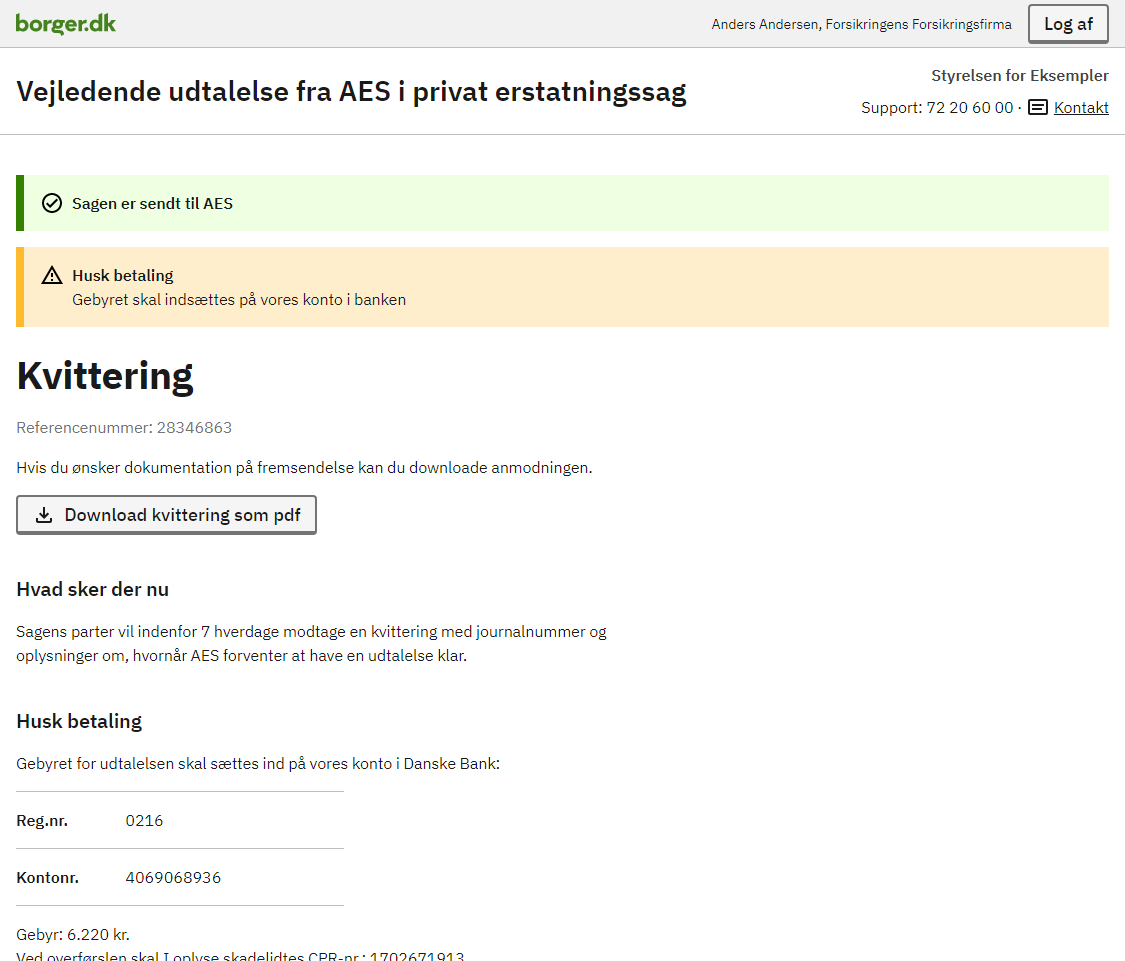 borger.dk
Anders Andersen, Forsikringens Forsikringsfirma
Log af
Vejledende udtalelse fra AES i privat erstatningssag
Styrelsen for Eksempler
Support: 72 20 60 00 · Kontakt
Sagen er sendt til AES
Husk betaling
Gebyret skal indsættes på vores konto i banken
Kvittering
Referencenummer: 28346863
Hvis du ønsker dokumentation på fremsendelse kan du downloade anmodningen.
Download kvittering som pdf
Hvad sker der nu
Sagens parter vil indenfor 7 hverdage modtage en kvittering med journalnummer og
oplysninger om, hvornår AES forventer at have en udtalelse klar.
Husk betaling
Gebyret for udtalelsen skal sættes ind på vores konto i Danske Bank:
Reg.nr. 0216
Kontonr. 4069068936
Gebyr: 6.220 kr.
Ved overførslen skal I oplyse skadelidtes CPR-nr.: 1702671913